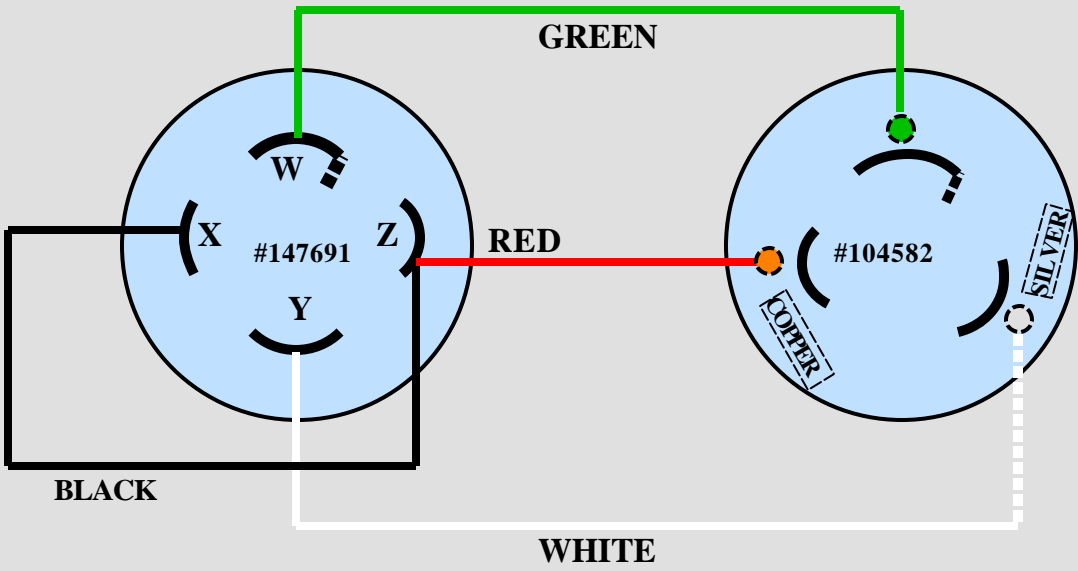 GREEN
W
X
Z
#147691
Y
RED
#104582
SILVER
COPPER
BLACK
WHITE